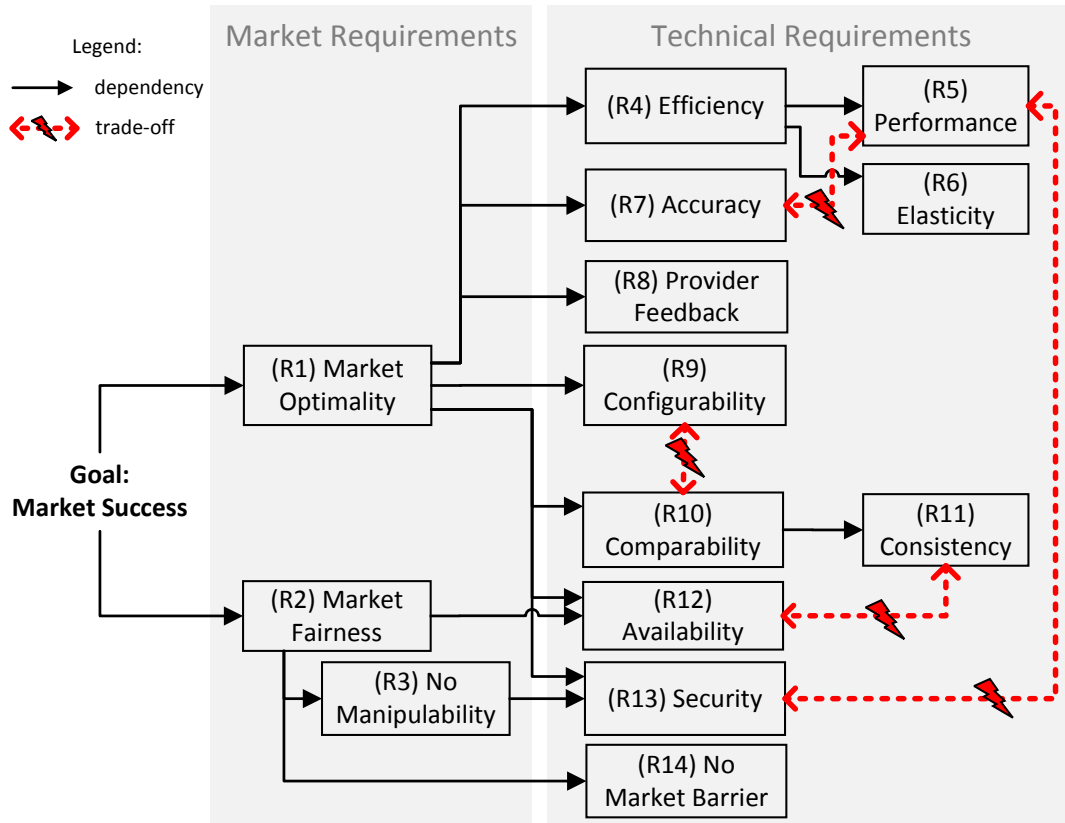 Legend:
dependency
trade-off
Market Requirements
Technical Requirements
(R4) Efficiency
(R5)
Performance
(R6)
Elasticity
(R7) Accuracy
(R8) Provider
Feedback
(R1) Market
Optimality
(R9)
Configurability
Goal:
Market Success
(R10)
Comparability
(R11)
Consistency
(R2) Market
Fairness
(R12)
Availability
(R3) No
Manipulability
(R13) Security
(R14) No
Market Barrier